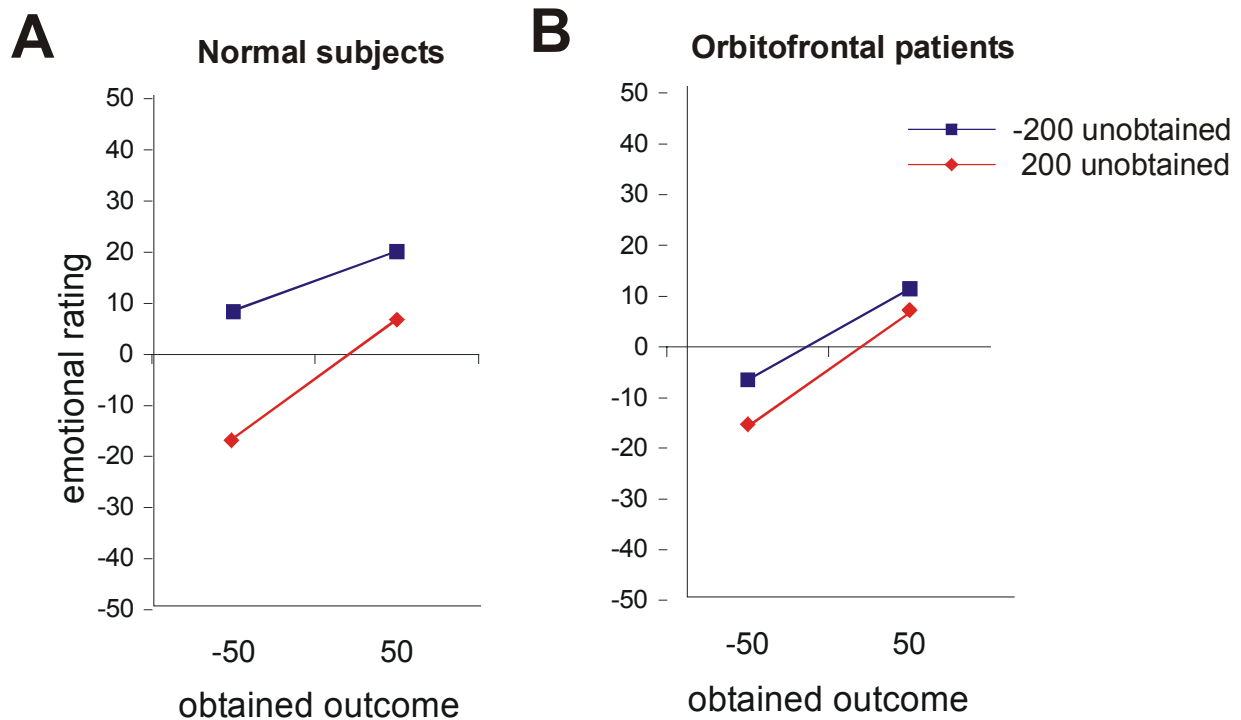 A
Normal subjects
50
40
30
20
10
0
-10
-20
-30
-40
-50
emotional rating
-50 50
obtained outcome
B
Orbitofrontal patients
50
40
30
20
10
0
-10
-20
-30
-40
-50
-50 50
obtained outcome
-200 unobtained
200 unobtained